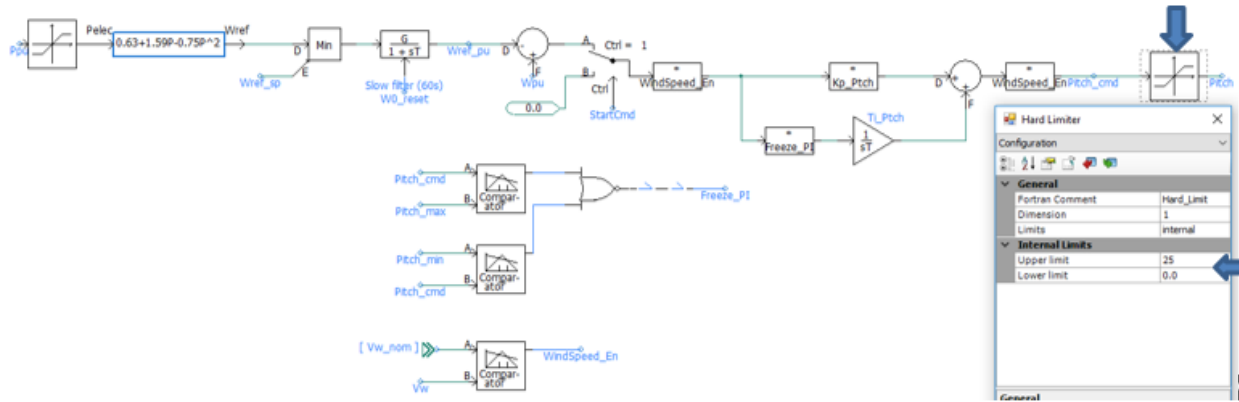 Ppu
Pelec
0.63+1.59P-0.75P^2
Wref
Wref_sp
D
E
Min
G
1 + sT
Slow filter (60s)
W0_reset
Wref_pu
D
-
+
F
Wpu
A
B
Ctrl = 1
Ctrl
0.0
StartCmd
*
WindSpeed_En
*
Kp_Ptch
*
Freeze_PI
Ti_Ptch
1
sT
D
+
+
F
*
WindSpeed_En
Pitch_cmd
Pitch
Pitch_cmd
Pitch_max
A
B
Compar-
ator
Freeze_PI
Pitch_min
Pitch_cmd
A
B
Compar-
ator
[ Vw_nom ]
Vw
A
B
Compar-
ator
WindSpeed_En
Hard Limiter
Configuration
General
Fortran Comment Hard_Limit
Dimension 1
Limits internal
Internal Limits
Upper limit 25
Lower limit 0.0
General